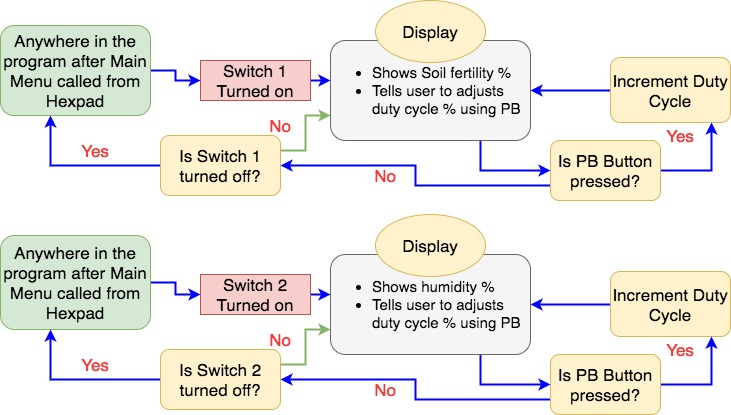 Anywhere in the
program after Main
Menu called from
Hexpad
Switch 1
Turned on
Display
• Shows Soil fertility %
• Tells user to adjusts
duty cycle % using PB
Increment Duty
Cycle
No
Yes
Is Switch 1
turned off?
Yes
No
Is PB Button
pressed?
Anywhere in the
program after Main
Menu called from
Hexpad
Switch 2
Turned on
Display
• Shows humidity %
• Tells user to adjusts
duty cycle % using PB
Increment Duty
Cycle
No
Yes
Is Switch 2
turned off?
Yes
No
Is PB Button
pressed?